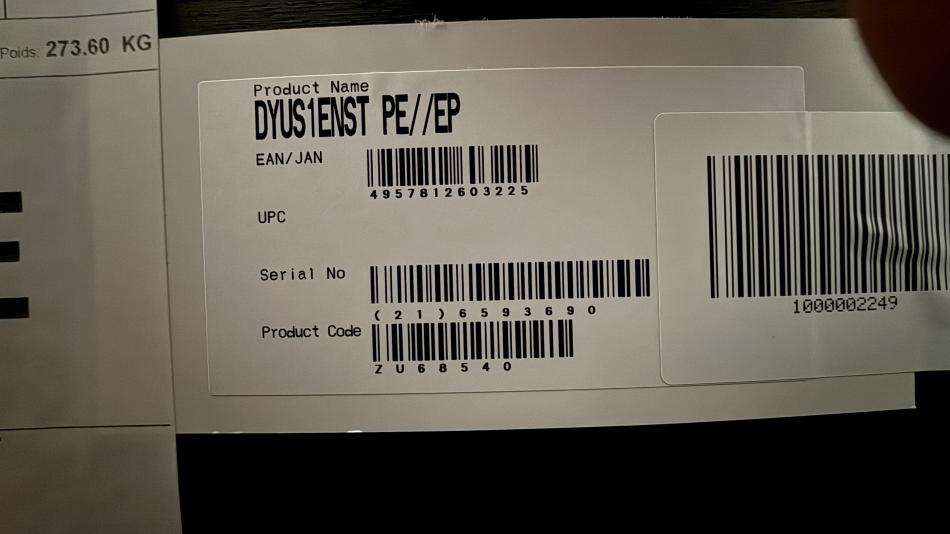 Poids: 273.60 KG
Product Name
DYUS1ENST PE//EP
EAN/JAN
4957812603225
UPC
Serial No
(21)6593690
Product Code
ZU68540
1000002249